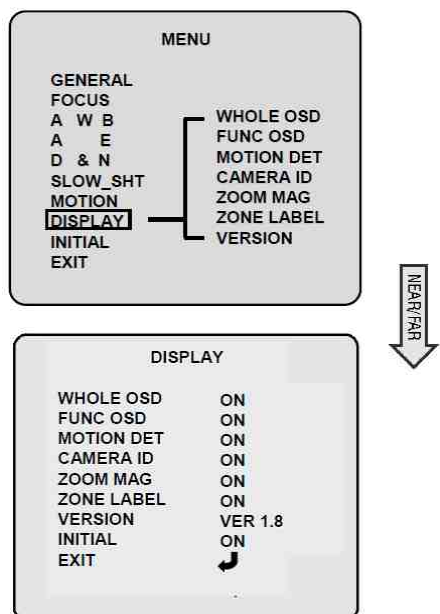 MENU
GENERAL
FOCUS
A W B
A E
D & N
SLOW_SHT
MOTION
DISPLAY
INITIAL
EXIT
WHOLE OSD
FUNC OSD
MOTION DET
CAMERA ID
ZOOM MAG
ZONE LABEL
VERSION
NEAR/FAR
DISPLAY
WHOLE OSD ON
FUNC OSD ON
MOTION DET ON
CAMERA ID ON
ZOOM MAG ON
ZONE LABEL ON
VERSION VER 1.8
INITIAL ON
EXIT